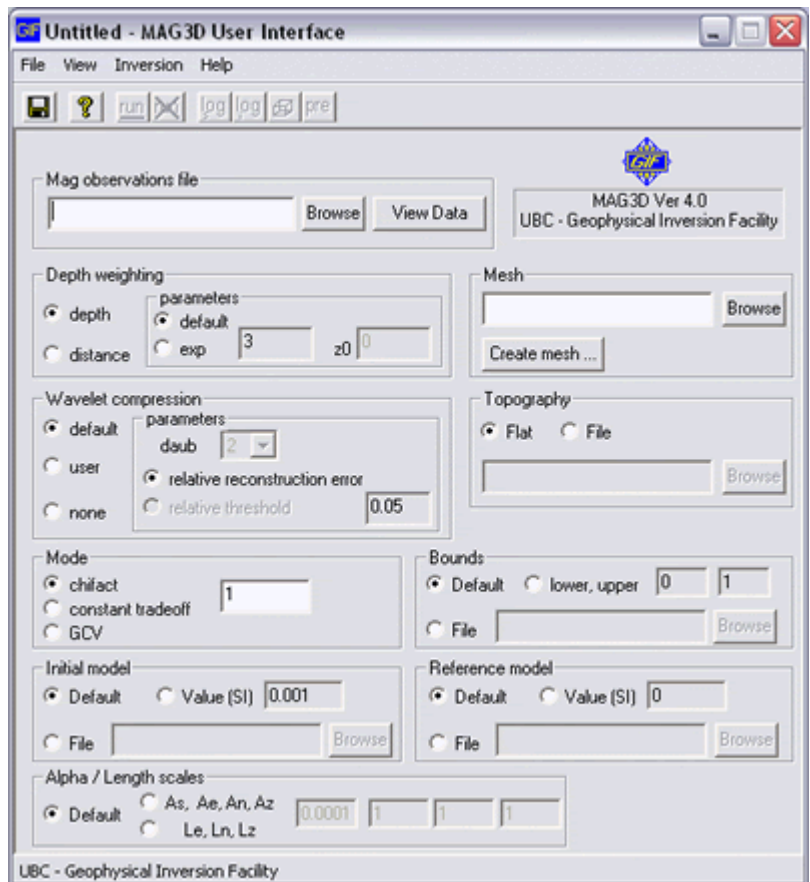 GIF Untitled - MAG3D User Interface
File View Inversion Help
run log log pre
GIF
Mag observations file
Browse View Data
MAG3D Ver 4.0
UBC - Geophysical Inversion Facility
Depth weighting
parameters
depth
default
distance
exp 3 z0 0
Mesh
Browse
Create mesh ...
Wavelet compression
parameters
default
daub 2
user
relative reconstruction error
none
relative threshold 0.05
Topography
Flat File
Browse
Mode
chifact
1
constant tradeoff
GCV
Bounds
Default lower, upper 0 1
File Browse
Initial model
Default Value (SI) 0.001
File Browse
Reference model
Default Value (SI) 0
File Browse
Alpha / Length scales
Default
As, Ae, An, Az
0.0001 1 1 1
Le, Ln, Lz
UBC - Geophysical Inversion Facility